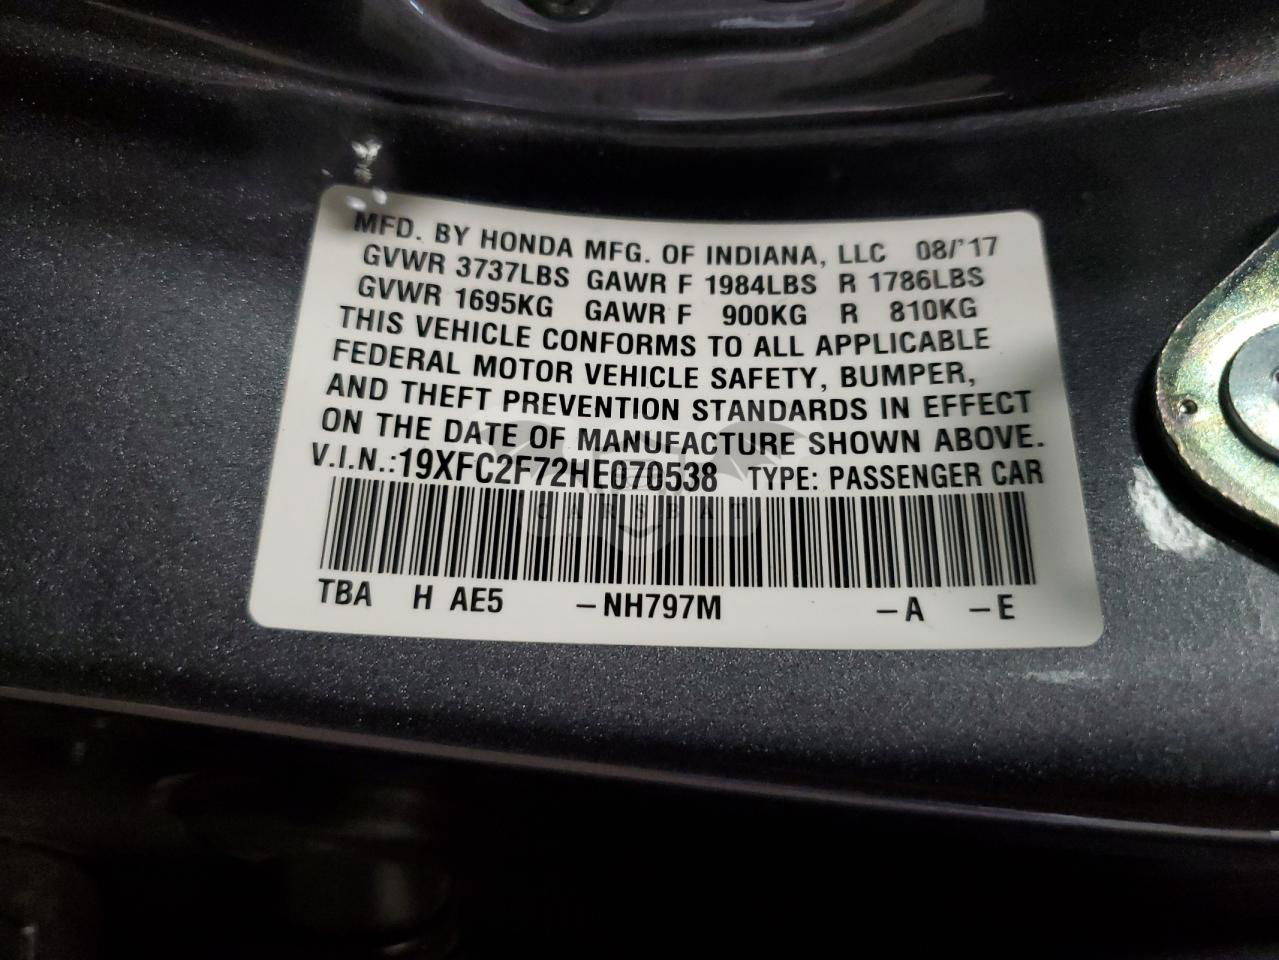 MFD. BY HONDA MFG. OF INDIANA, LLC 08/'17
GVWR 3737LBS GAWR F 1984LBS R 1786LBS
GVWR 1695KG GAWR F 900KG R 810KG
THIS VEHICLE CONFORMS TO ALL APPLICABLE
FEDERAL MOTOR VEHICLE SAFETY, BUMPER,
AND THEFT PREVENTION STANDARDS IN EFFECT
ON THE DATE OF MANUFACTURE SHOWN ABOVE.
V.I.N.:19XFC2F72HE070538 TYPE: PASSENGER CAR
CARSBAT
TBA H AE5 -NH797M -A -E